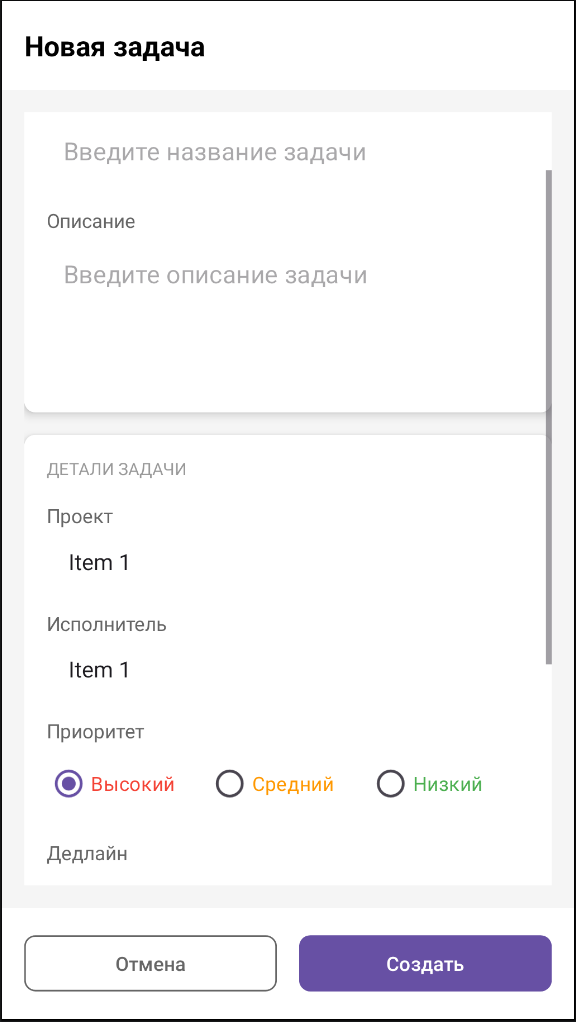 Новая задача
Введите название задачи
Описание
Введите описание задачи
ДЕТАЛИ ЗАДАЧИ
Проект
Item 1
Исполнитель
Item 1
Приоритет
Высокий Средний Низкий
Дедлайн
Отмена Создать